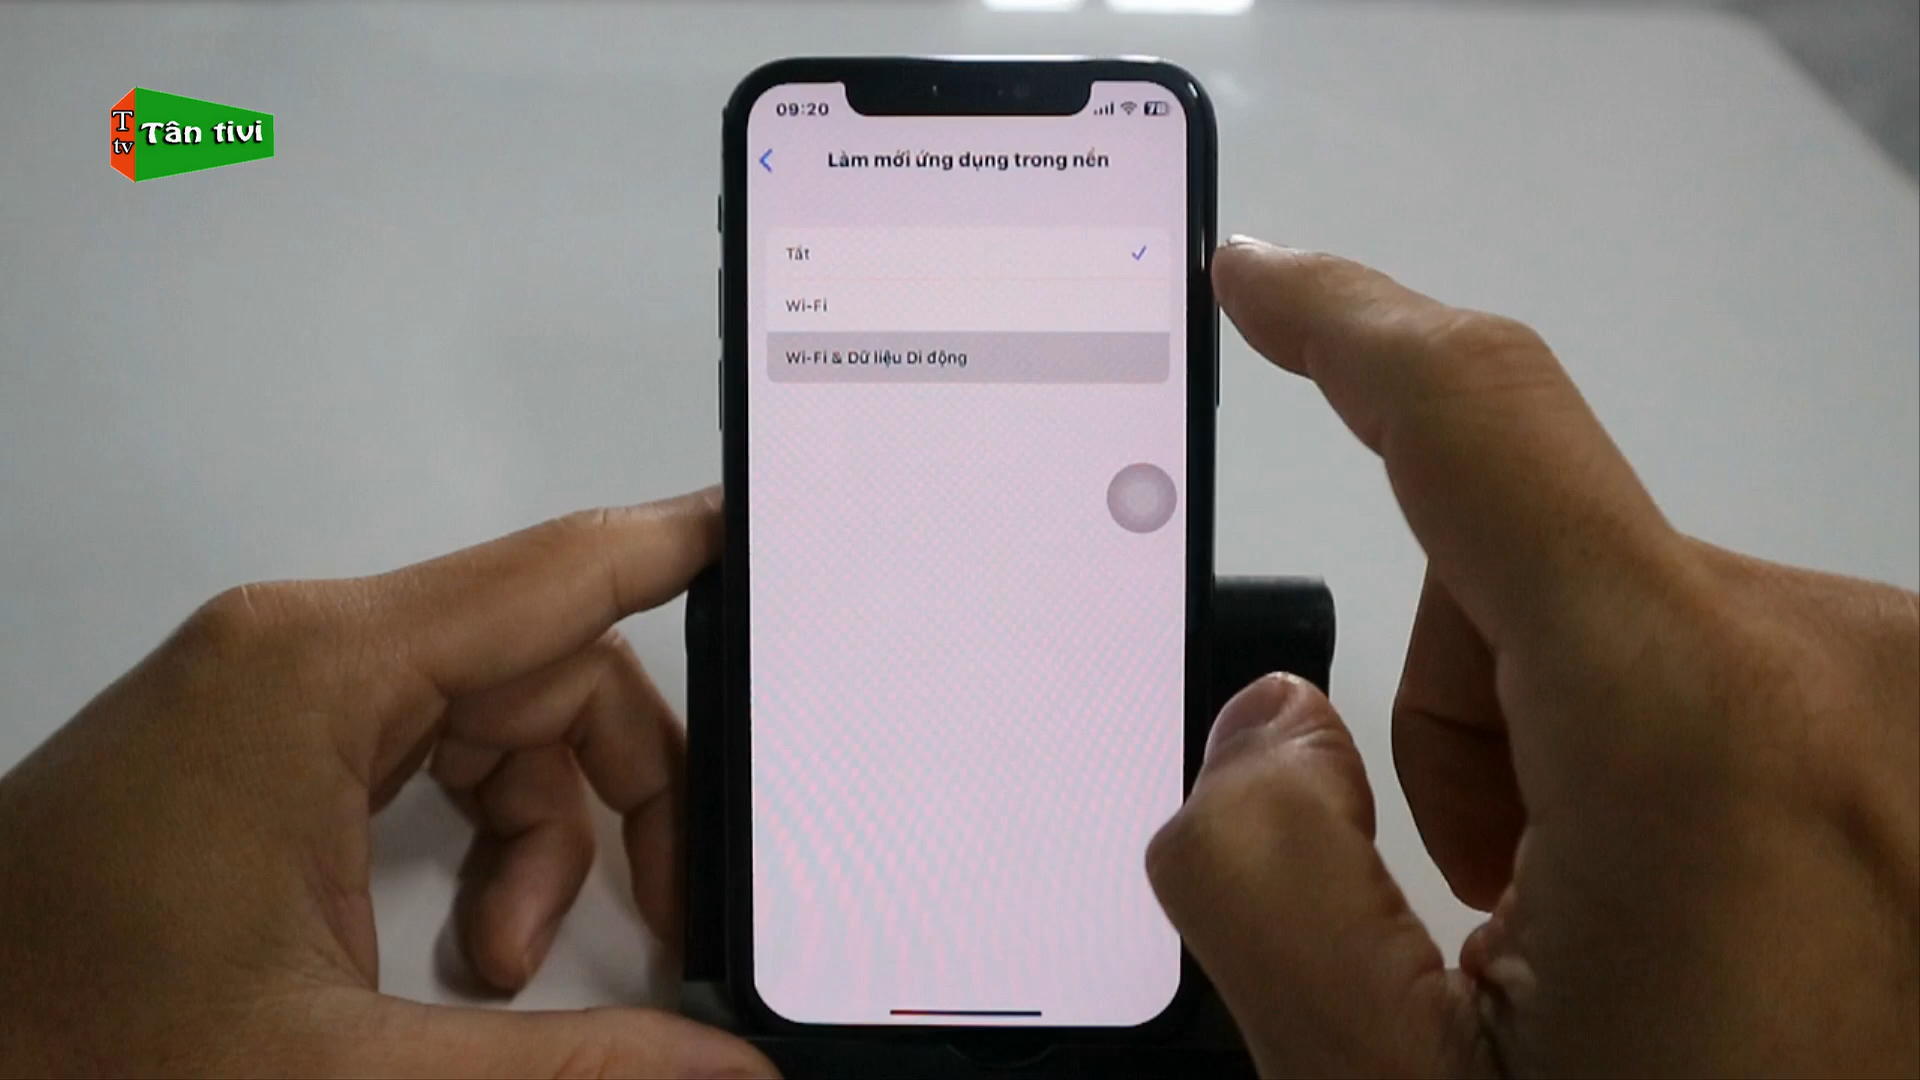 T
tv
Tân tivi
09:20
Làm mới ứng dụng trong nền
Tắt
Wi-Fi
Wi-Fi & Dữ liệu Di động